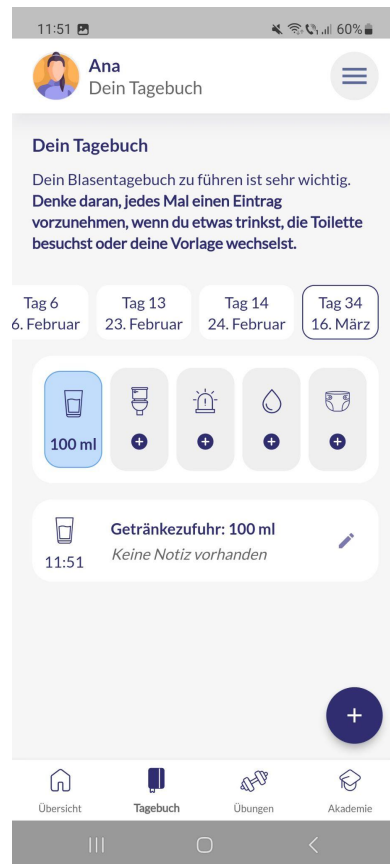 11:51 60%
Ana
Dein Tagebuch
Dein Tagebuch
Dein Blasentagebuch zu führen ist sehr wichtig.
Denke daran, jedes Mal einen Eintrag
vorzunehmen, wenn du etwas trinkst, die Toilette
besuchst oder deine Vorlage wechselst.
Tag 6 Tag 13 Tag 14 Tag 34
6. Februar 23. Februar 24. Februar 16. März
100 ml
Getränkezufuhr: 100 ml
11:51 Keine Notiz vorhanden
Übersicht Tagebuch Übungen Akademie